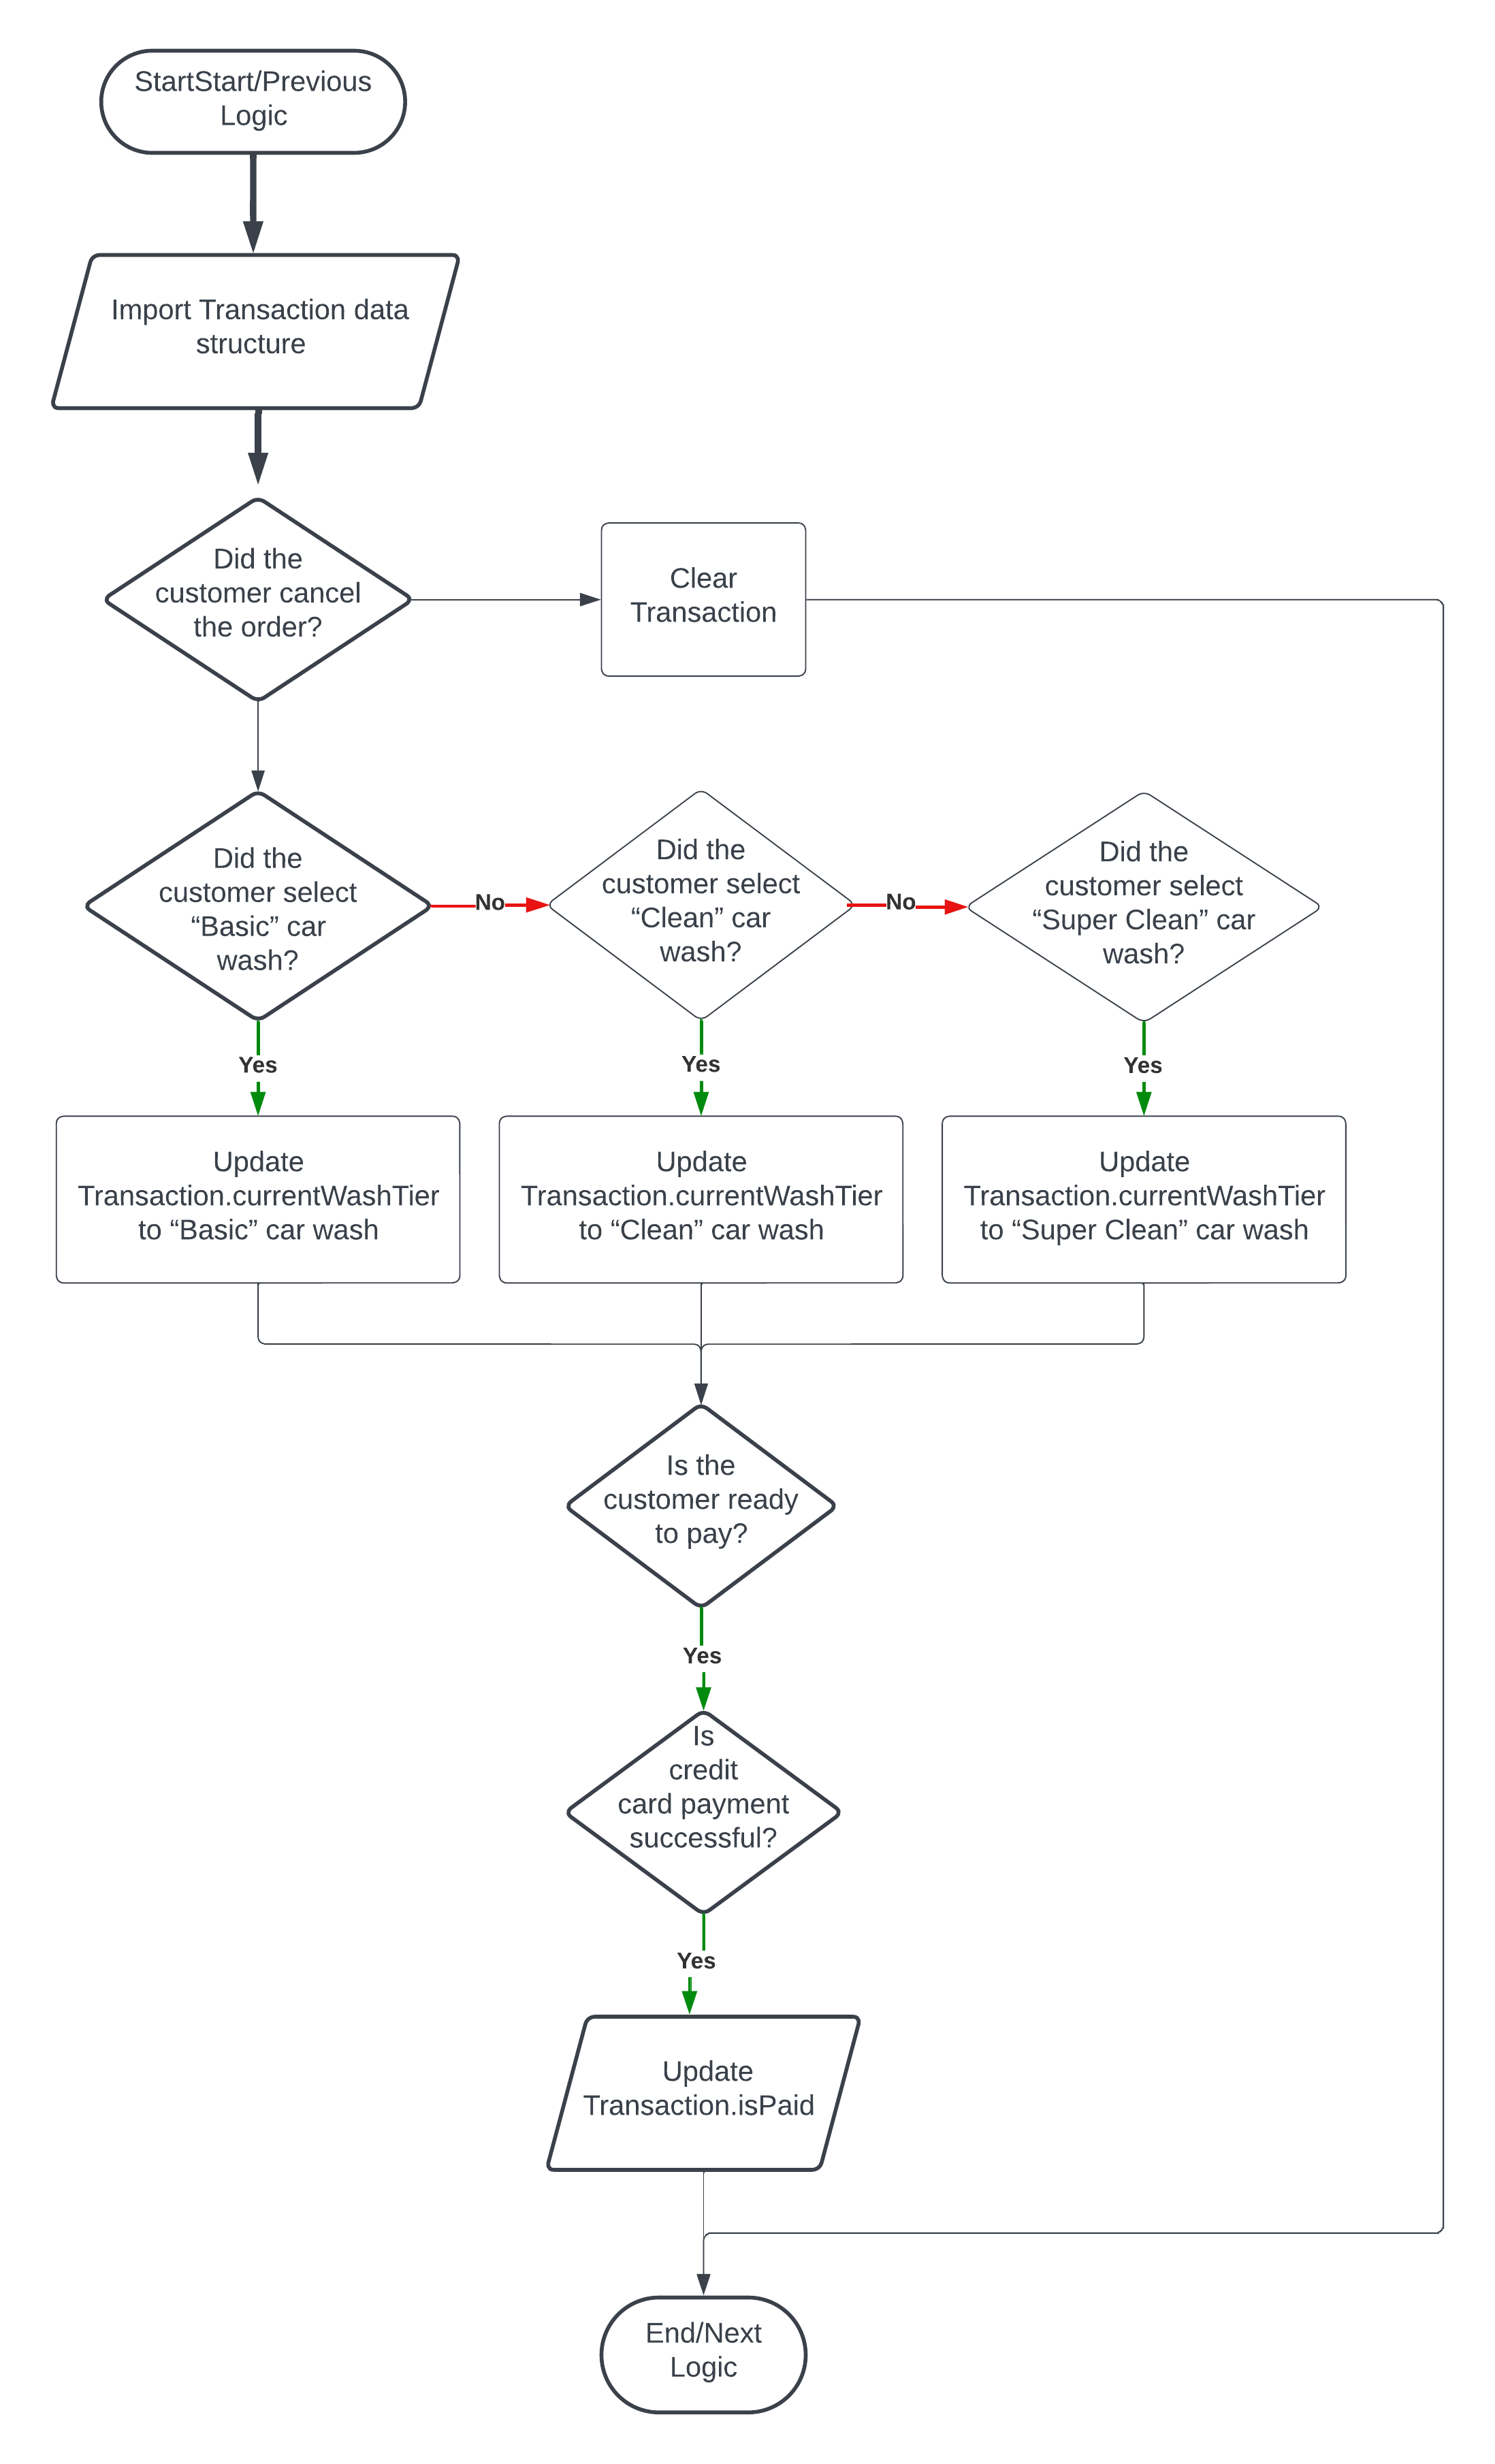 StartStart/Previous
Logic
Import Transaction data
structure
Did the
customer cancel
the order?
Clear
Transaction
Did the
customer select
“Basic” car
wash?
No
Did the
customer select
“Clean” car
wash?
No
Did the
customer select
“Super Clean” car
wash?
Yes
Yes
Yes
Update
Transaction.currentWashTier
to “Basic” car wash
Update
Transaction.currentWashTier
to “Clean” car wash
Update
Transaction.currentWashTier
to “Super Clean” car wash
Is the
customer ready
to pay?
Yes
Is
credit
card payment
successful?
Yes
Update
Transaction.isPaid
End/Next
Logic